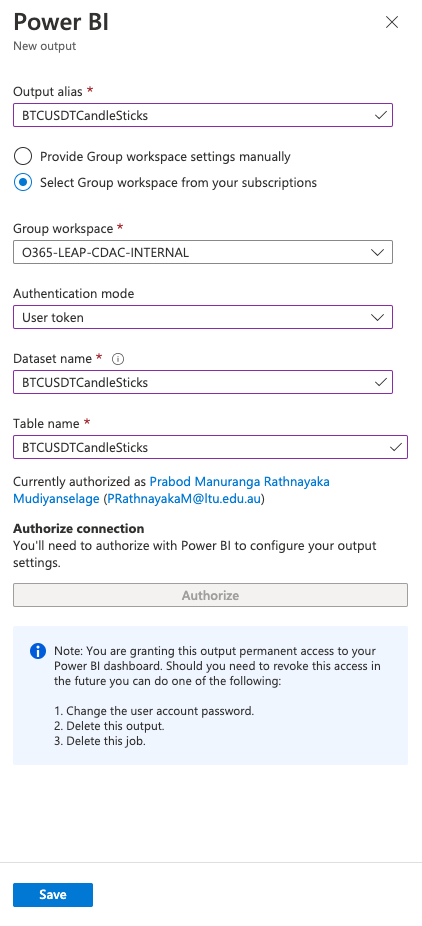 Power BI
New output
Output alias *
BTCUSDTCandleSticks
Provide Group workspace settings manually
Select Group workspace from your subscriptions
Group workspace *
O365-LEAP-CDAC-INTERNAL
Authentication mode
User token
Dataset name *
BTCUSDTCandleSticks
Table name *
BTCUSDTCandleSticks
Currently authorized as Prabod Manuranga Rathnayaka
Mudiyanselage (PRathnayakaM@ltu.edu.au)
Authorize connection
You'll need to authorize with Power BI to configure your output
settings.
Authorize
Note: You are granting this output permanent access to your
Power BI dashboard. Should you need to revoke this access in
the future you can do one of the following:
1. Change the user account password.
2. Delete this output.
3. Delete this job.
Save